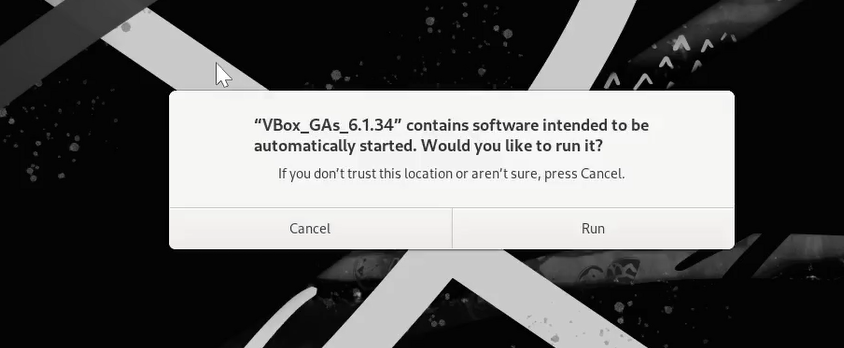 “VBox_GAs_6.1.34” contains software intended to be
automatically started. Would you like to run it?
If you don’t trust this location or aren’t sure, press Cancel.
Cancel
Run